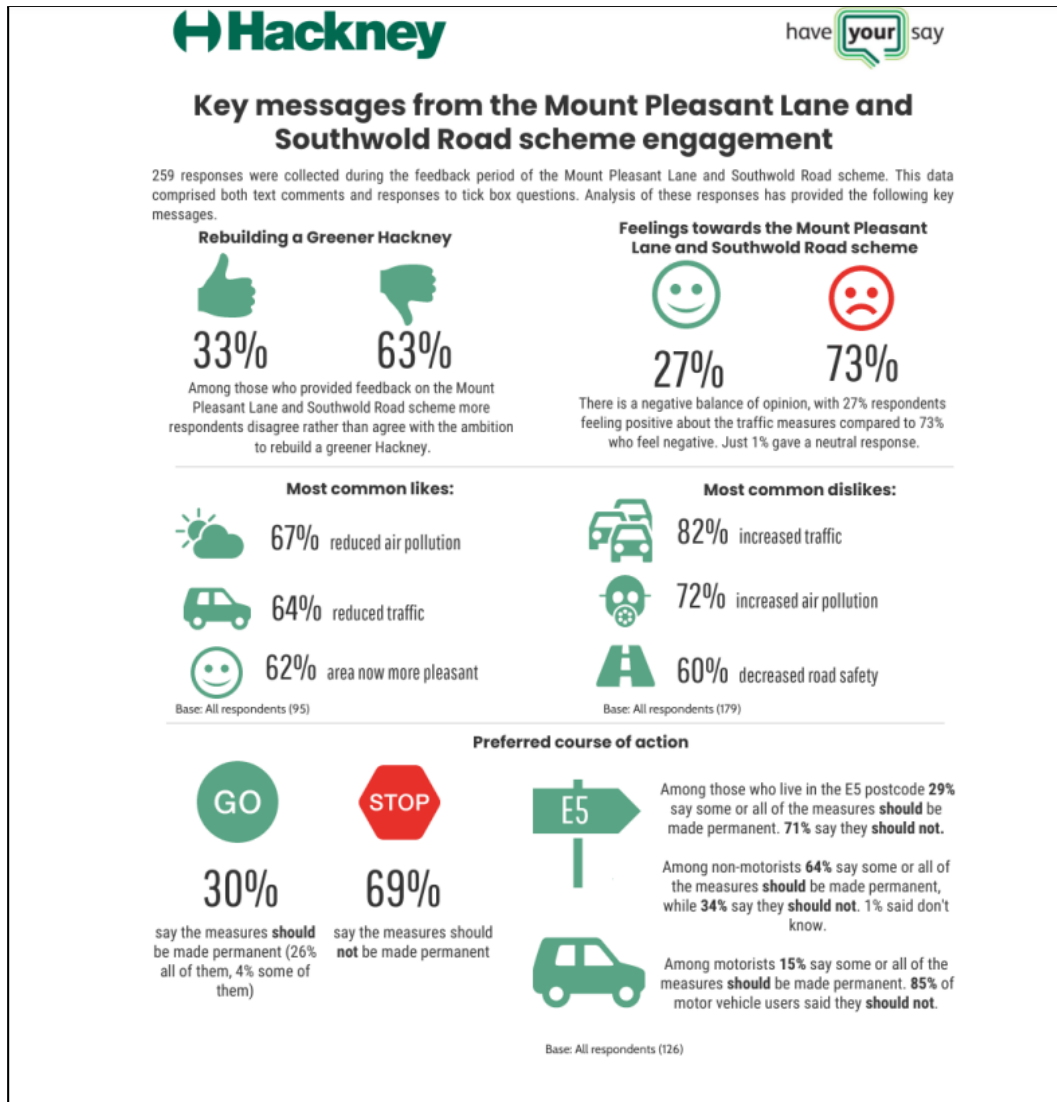 Hackney
have your say
Key messages from the Mount Pleasant Lane and
Southwold Road scheme engagement
259 responses were collected during the feedback period of the Mount Pleasant Lane and Southwold Road scheme. This data
comprised both text comments and responses to tick box questions. Analysis of these responses has provided the following key
messages.
Rebuilding a Greener Hackney
33%
63%
Among those who provided feedback on the Mount
Pleasant Lane and Southwold Road scheme more
respondents disagree rather than agree with the ambition
to rebuild a greener Hackney.
Feelings towards the Mount Pleasant
Lane and Southwold Road scheme
27%
73%
There is a negative balance of opinion, with 27% respondents
feeling positive about the traffic measures compared to 73%
who feel negative. Just 1% gave a neutral response.
Most common likes:
67% reduced air pollution
64% reduced traffic
62% area now more pleasant
Base: All respondents (95)
Most common dislikes:
82% increased traffic
72% increased air pollution
60% decreased road safety
Base: All respondents (179)
Preferred course of action
GO
30%
say the measures should
be made permanent (26%
all of them, 4% some of
them)
STOP
69%
say the measures should
not be made permanent
E5
Among those who live in the E5 postcode 29%
say some or all of the measures should be
made permanent. 71% say they should not.
Among non-motorists 64% say some or all of
the measures should be made permanent,
while 34% say they should not. 1% said don't
know.
Among motorists 15% say some or all of the
measures should be made permanent. 85% of
motor vehicle users said they should not.
Base: All respondents (126)